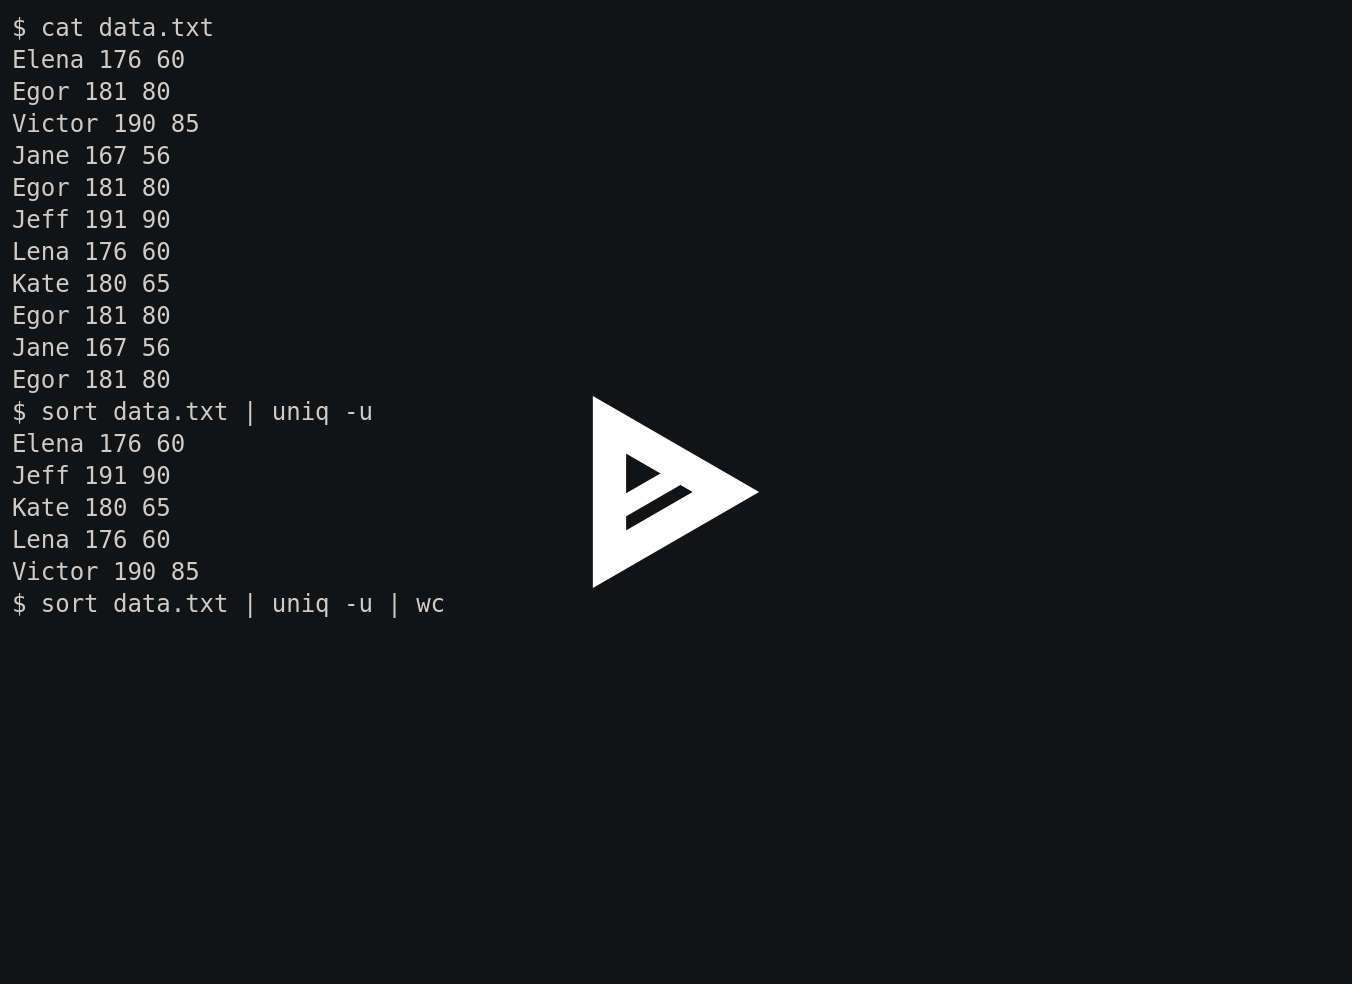 $ cat data.txt
Elena 176 60
Egor 181 80
Victor 190 85
Jane 167 56
Egor 181 80
Jeff 191 90
Lena 176 60
Kate 180 65
Egor 181 80
Jane 167 56
Egor 181 80
$ sort data.txt | uniq -u
Elena 176 60
Jeff 191 90
Kate 180 65
Lena 176 60
Victor 190 85
$ sort data.txt | uniq -u | wc